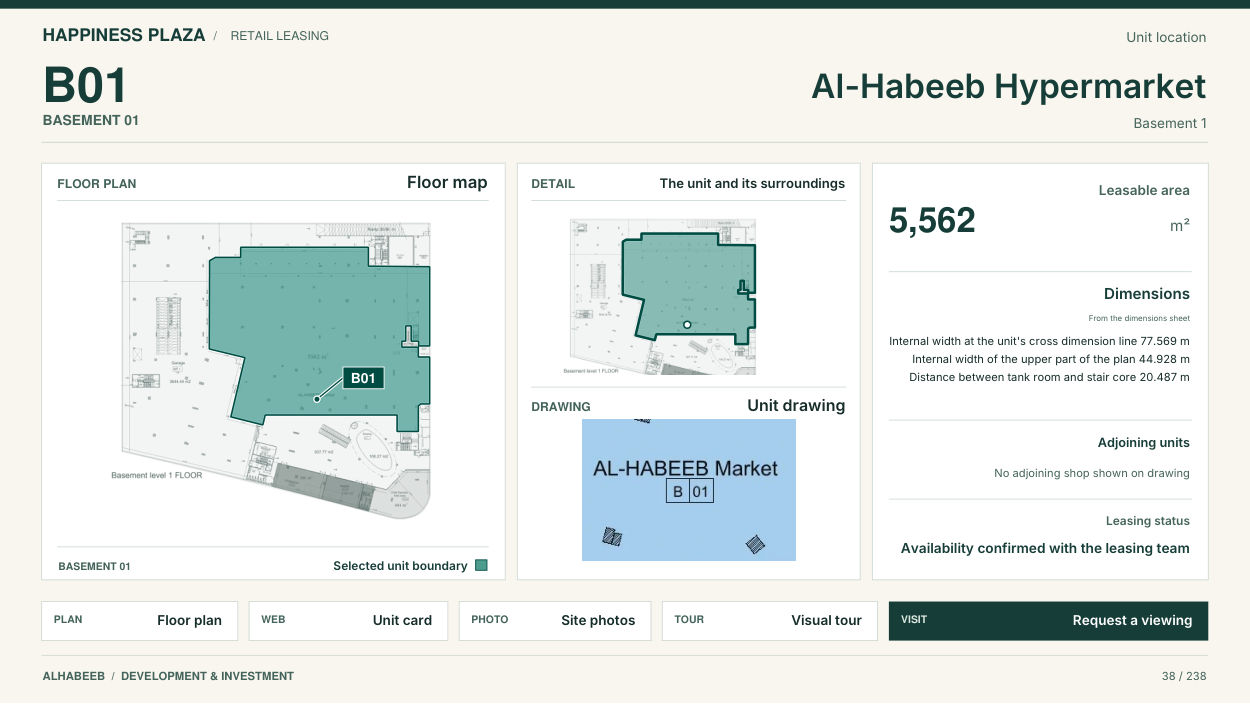 HAPPINESS PLAZA / RETAIL LEASING
Unit location
B01
Al-Habeeb Hypermarket
BASEMENT 01
Basement 1
FLOOR PLAN
Floor map
B01
Basement level 1 FLOOR
BASEMENT 01
Selected unit boundary
DETAIL
The unit and its surroundings
Basement level 1 FLOOR
DRAWING
Unit drawing
AL-HABEEB Market
B 01
Leasable area
5,562 m²
Dimensions
From the dimensions sheet
Internal width at the unit's cross dimension line 77.569 m
Internal width of the upper part of the plan 44.928 m
Distance between tank room and stair core 20.487 m
Adjoining units
No adjoining shop shown on drawing
Leasing status
Availability confirmed with the leasing team
PLAN Floor plan
WEB Unit card
PHOTO Site photos
TOUR Visual tour
VISIT Request a viewing
ALHABEEB / DEVELOPMENT & INVESTMENT
38 / 238